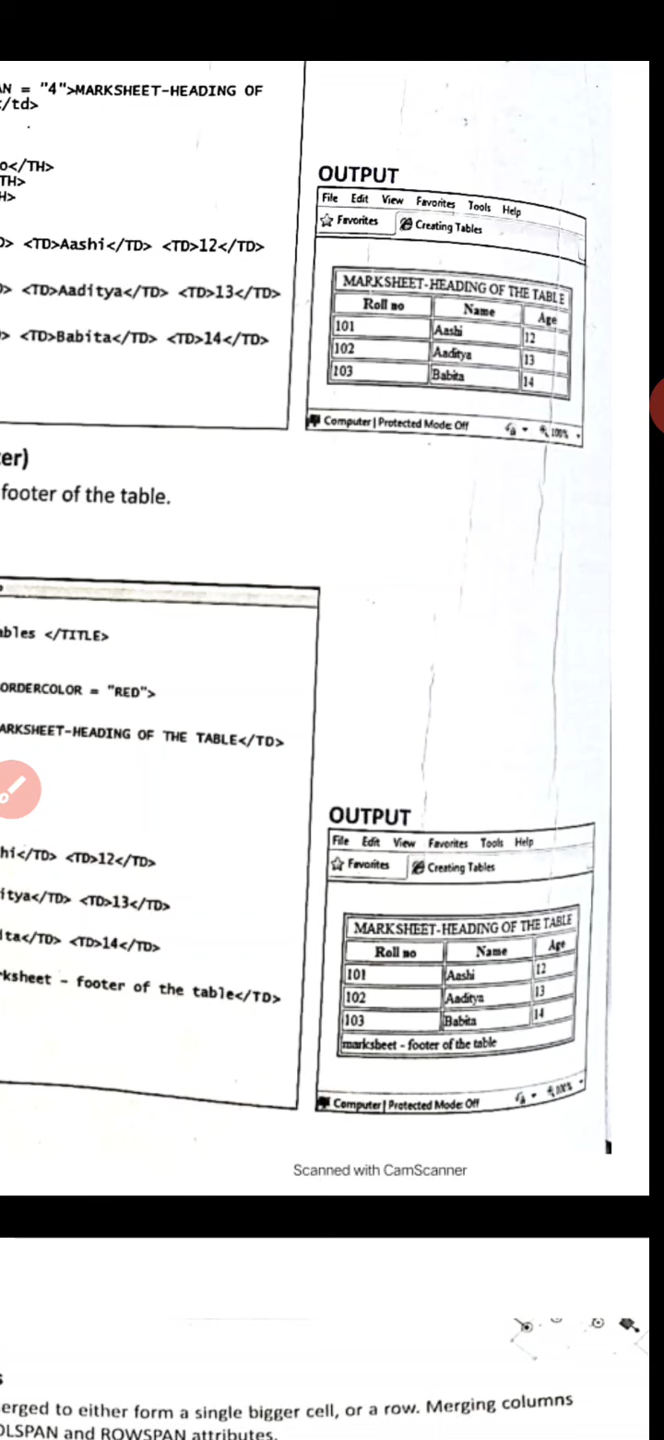 AN = "4">MARKSHEET-HEADING OF
</td>
o</TH>
TH>
H>
D> <TD>Aashi</TD> <TD>12</TD>
D> <TD>Aaditya</TD> <TD>13</TD>
D> <TD>Babita</TD> <TD>14</TD>
OUTPUT
File Edit View Favorites Tools Help
Favorites Creating Tables
MARKSHEET-HEADING OF THE TABLE
Roll no Name Age
101 Aashi 12
102 Aaditya 13
103 Babita 14
Computer | Protected Mode: Off 100%
er)
footer of the table.
ables </TITLE>
ORDERCOLOR = "RED">
ARKSHEET-HEADING OF THE TABLE</TD>
hi</TD> <TD>12</TD>
itya</TD> <TD>13</TD>
ita</TD> <TD>14</TD>
rksheet - footer of the table</TD>
OUTPUT
File Edit View Favorites Tools Help
Favorites Creating Tables
MARKSHEET-HEADING OF THE TABLE
Roll no Name Age
101 Aashi 12
102 Aaditya 13
103 Babita 14
marksheet - footer of the table
Computer | Protected Mode: Off 100%
Scanned with CamScanner
s
erged to either form a single bigger cell, or a row. Merging columns
OLSPAN and ROWSPAN attributes.